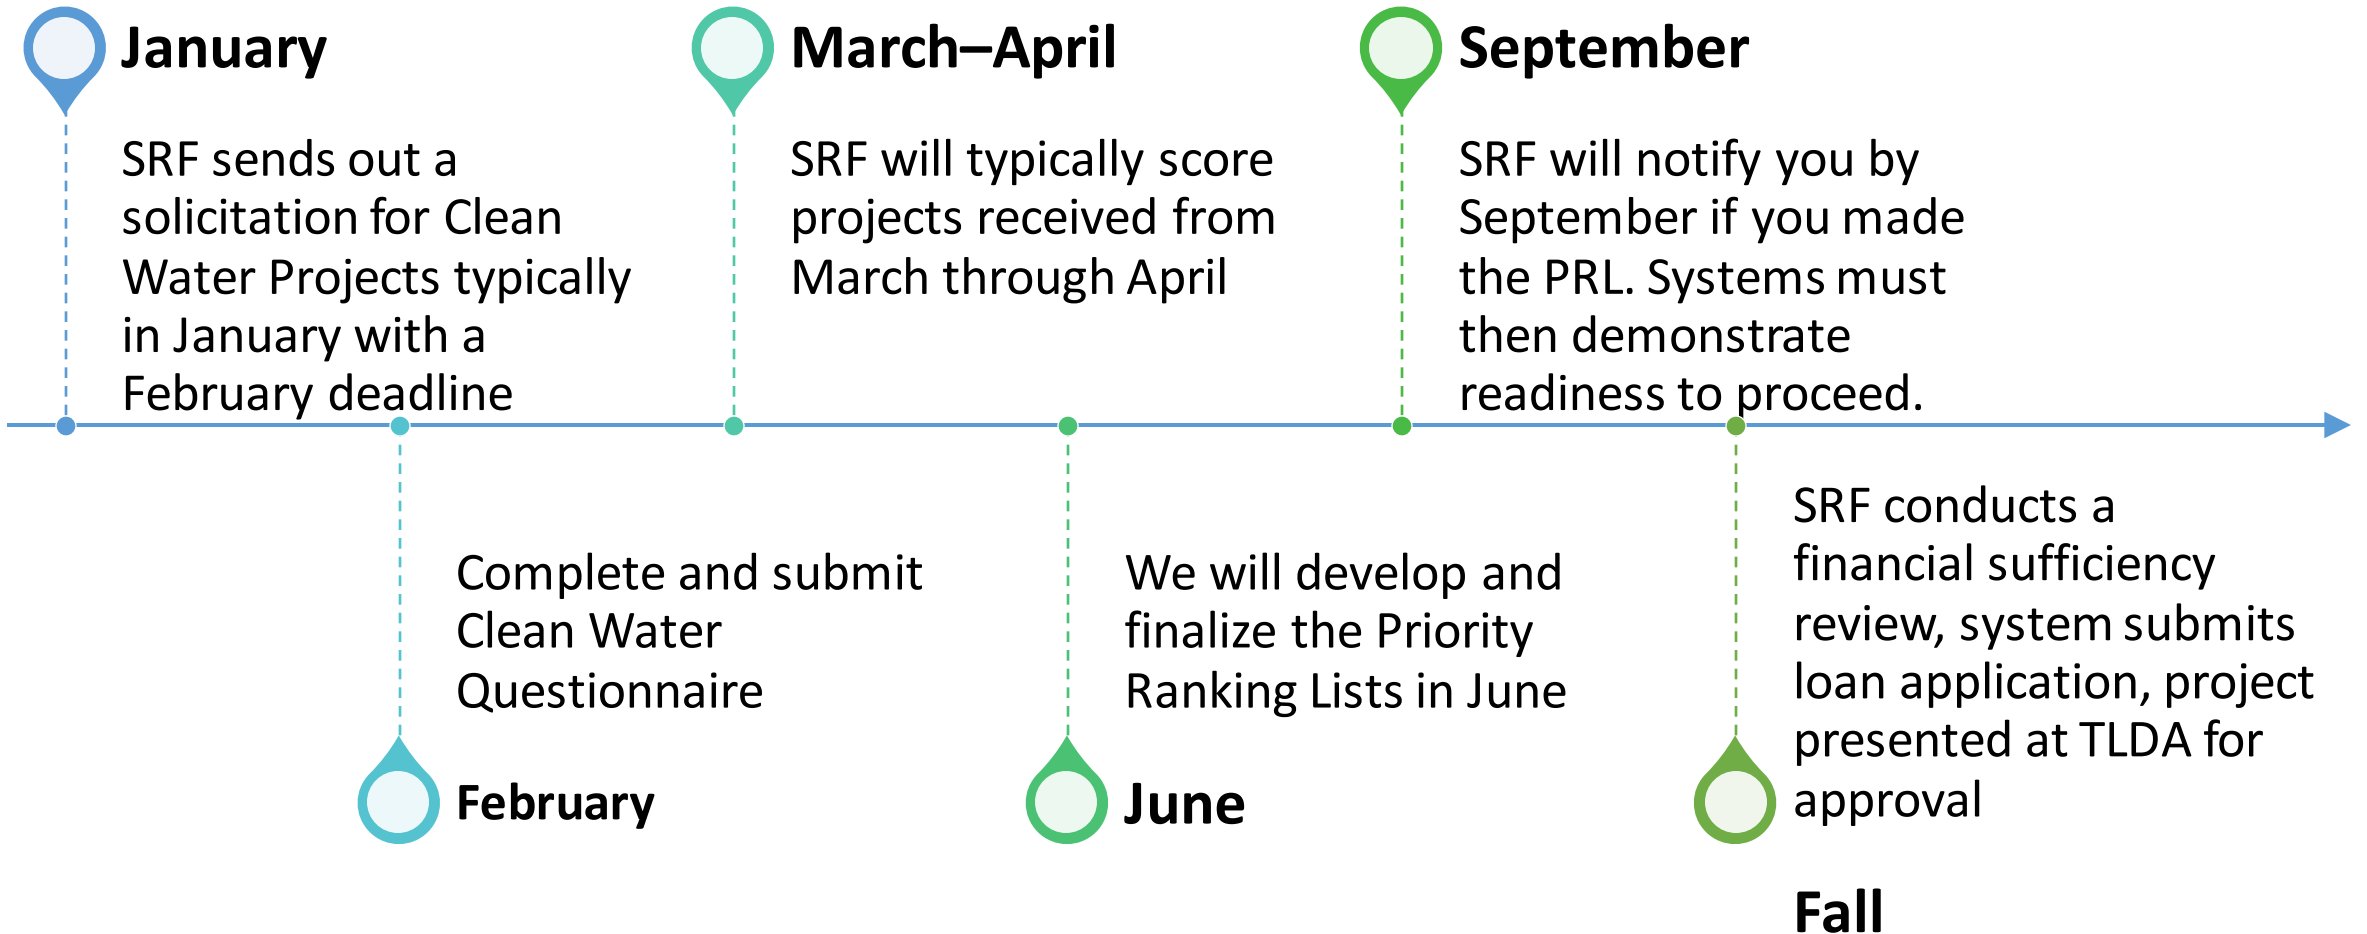 January
SRF sends out a
solicitation for Clean
Water Projects typically
in January with a
February deadline
Complete and submit
Clean Water
Questionnaire
February
March–April
SRF will typically score
projects received from
March through April
We will develop and
finalize the Priority
Ranking Lists in June
June
September
SRF will notify you by
September if you made
the PRL. Systems must
then demonstrate
readiness to proceed.
SRF conducts a
financial sufficiency
review, system submits
loan application, project
presented at TLDA for
approval
Fall